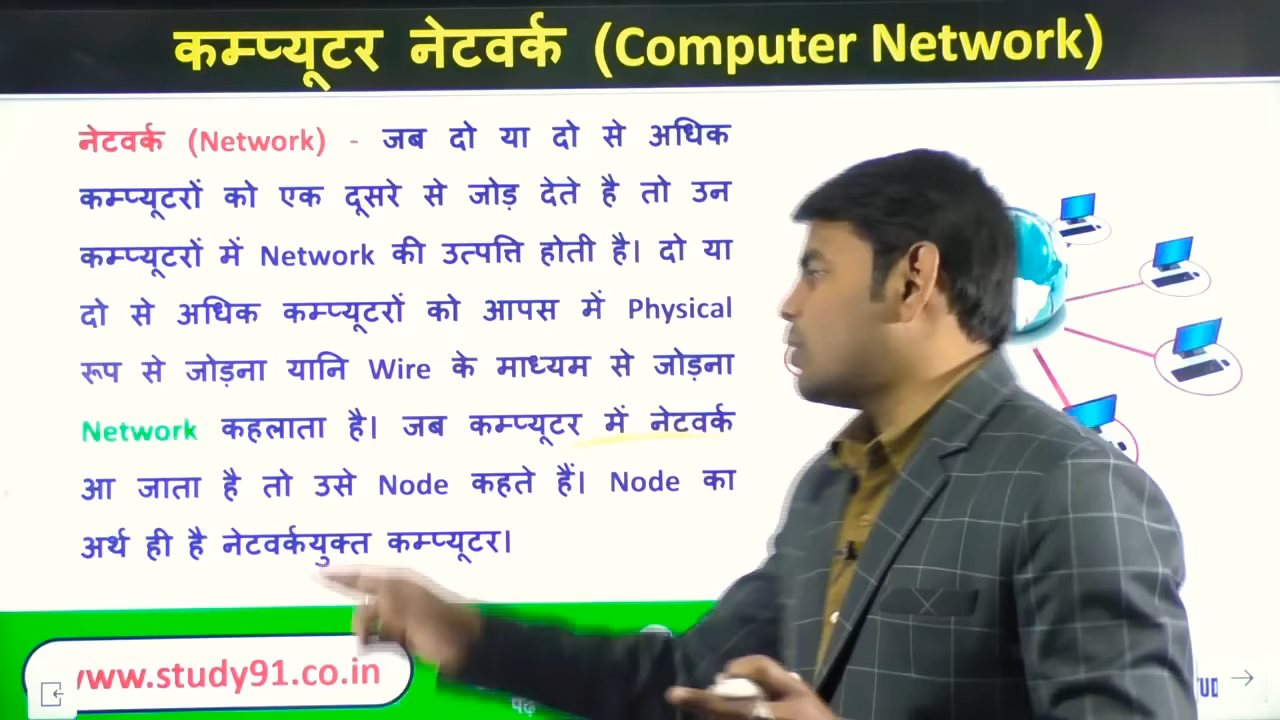 कम्प्यूटर नेटवर्क (Computer Network)
नेटवर्क (Network) - जब दो या दो से अधिक
कम्प्यूटरों को एक दूसरे से जोड़ देते है तो उन
कम्प्यूटरों में Network की उत्पत्ति होती है। दो या
दो से अधिक कम्प्यूटरों को आपस में Physical
रूप से जोड़ना यानि Wire के माध्यम से जोड़ना
Network कहलाता है। जब कम्प्यूटर में नेटवर्क
आ जाता है तो उसे Node कहते हैं। Node का
अर्थ ही है नेटवर्कयुक्त कम्प्यूटर।
www.study91.co.in